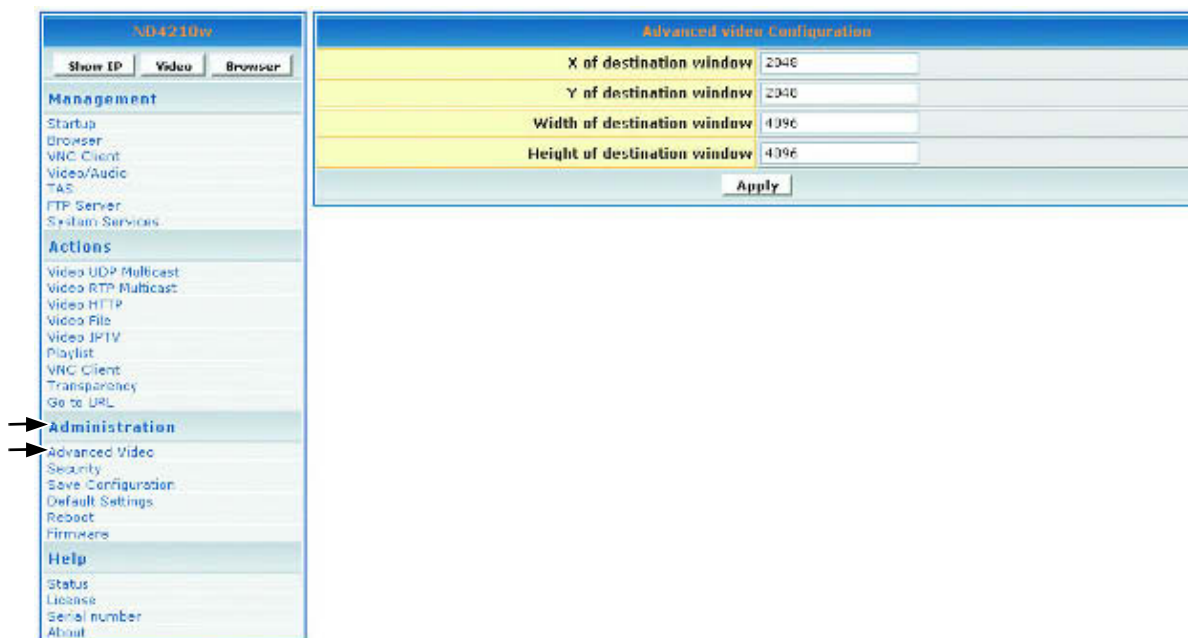 ND4210w
Show IP Video Browser
Management
Startup
Browser
VNC Client
Video/Audio
TAS
FTP Server
System Services
Actions
Video UDP Multicast
Video RTP Multicast
Video HTTP
Video File
Video IPTV
Playlist
VNC Client
Transparency
Go to URL
Administration
Advanced Video
Security
Save Configuration
Default Settings
Reboot
Firmware
Help
Status
License
Serial number
About
Advanced video Configuration
X of destination window 2048
Y of destination window 2048
Width of destination window 4096
Height of destination window 4096
Apply